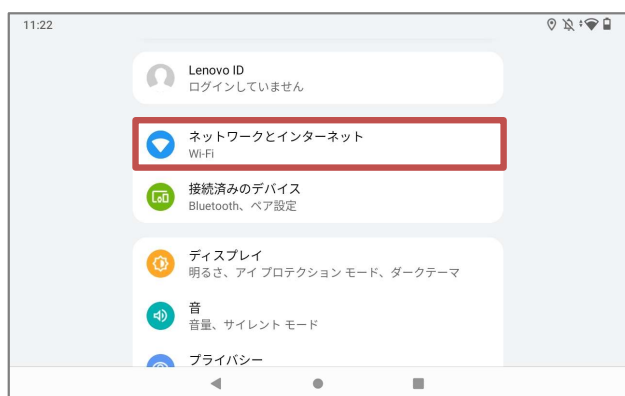 11:22
Lenovo ID
ログインしていません
ネットワークとインターネット
Wi-Fi
接続済みのデバイス
Bluetooth、ペア設定
ディスプレイ
明るさ、アイ プロテクション モード、ダークテーマ
音
音量、サイレント モード
プライバシー